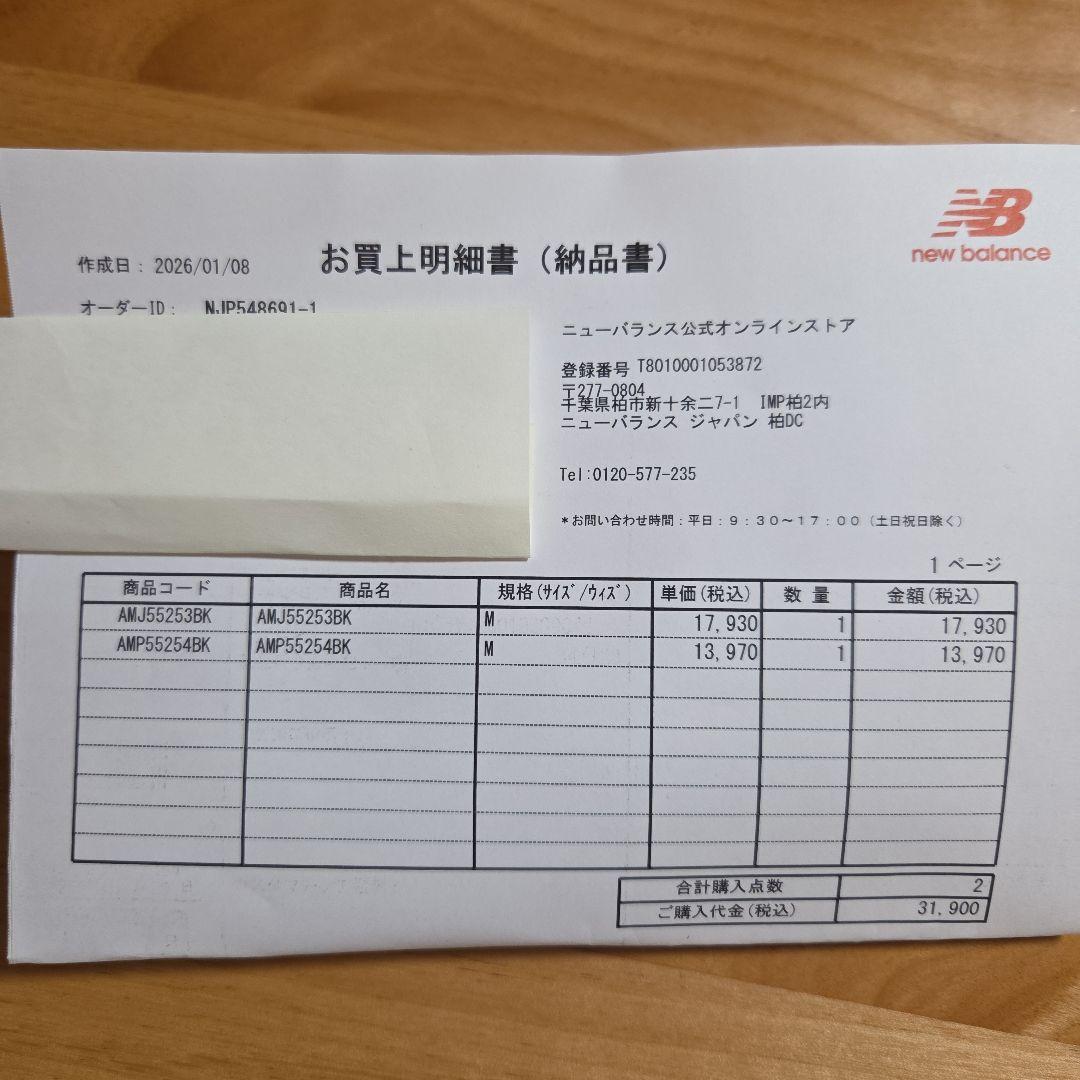 NB
new balance
お買上明細書（納品書）
作成日： 2026/01/08
オーダーID： NJP548691-1
ニューバランス公式オンラインストア
登録番号 T8010001053872
〒277-0804
千葉県柏市新十余二7-1 IMP柏2内
ニューバランス ジャパン 柏DC
Tel:0120-577-235
*お問い合わせ時間：平日：９：３０～１７：００（土日祝日除く）
1 ページ
商品コード 商品名 規格(ｻｲｽﾞ/ｳｨｽﾞ) 単価(税込) 数 量 金額(税込)
AMJ55253BK AMJ55253BK M 17,930 1 17,930
AMP55254BK AMP55254BK M 13,970 1 13,970
合計購入点数 2
ご購入代金(税込) 31,900